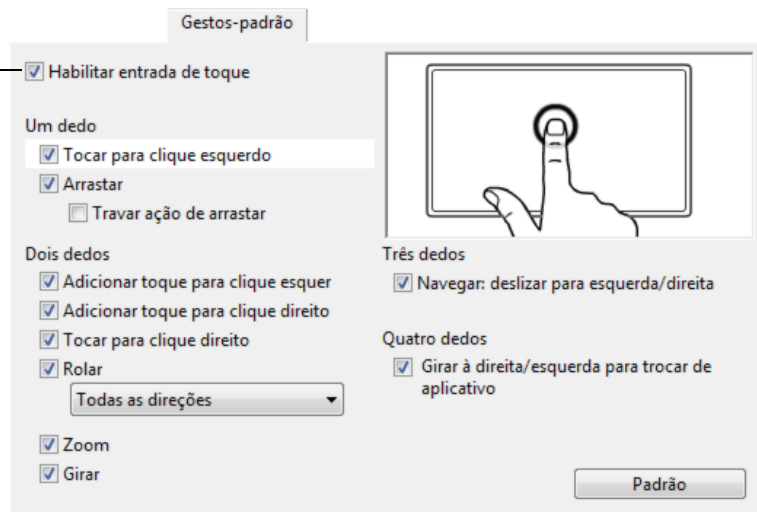 Gestos-padrão
Habilitar entrada de toque
Um dedo
Tocar para clique esquerdo
Arrastar
Travar ação de arrastar
Dois dedos
Adicionar toque para clique esquer
Adicionar toque para clique direito
Tocar para clique direito
Rolar
Todas as direções
Zoom
Girar
Três dedos
Navegar: deslizar para esquerda/direita
Quatro dedos
Girar à direita/esquerda para trocar de
aplicativo
Padrão